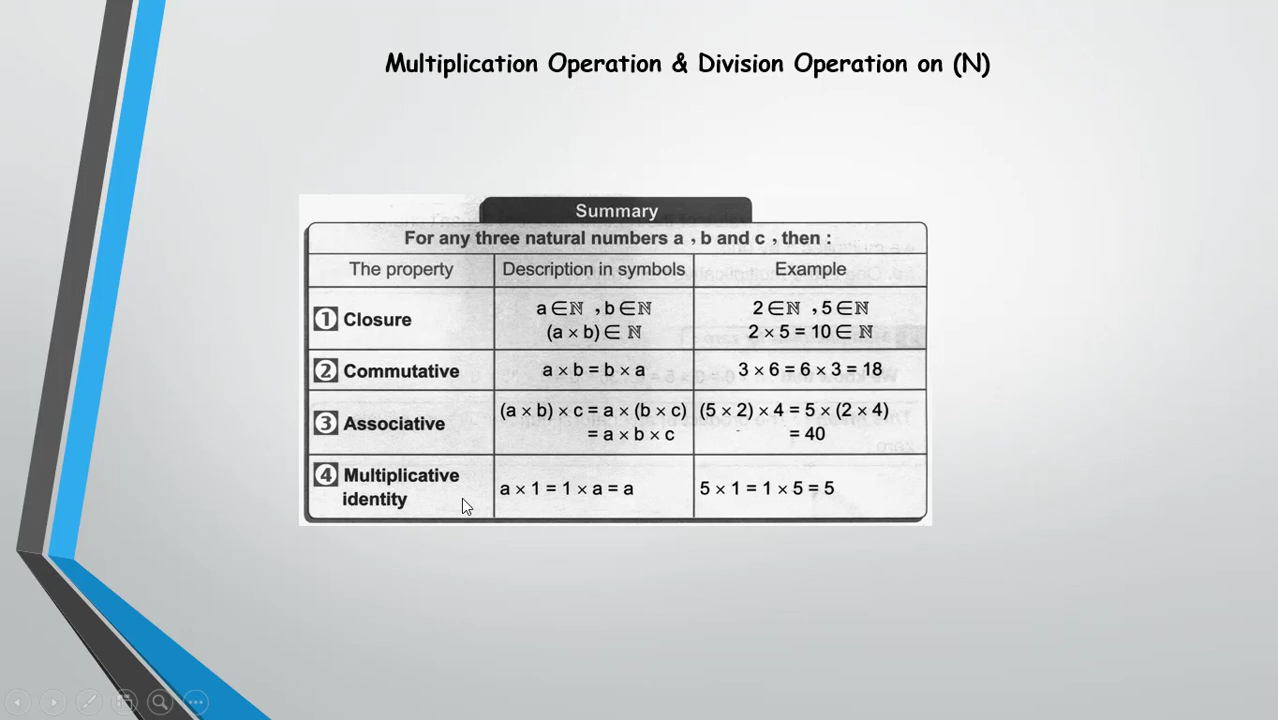 Multiplication Operation & Division Operation on (N)
Summary
For any three natural numbers a , b and c , then :
The property
Description in symbols
Example
① Closure
a ∈ ℕ , b ∈ ℕ
(a × b) ∈ ℕ
2 ∈ ℕ , 5 ∈ ℕ
2 × 5 = 10 ∈ ℕ
② Commutative
a × b = b × a
3 × 6 = 6 × 3 = 18
③ Associative
(a × b) × c = a × (b × c)
= a × b × c
(5 × 2) × 4 = 5 × (2 × 4)
= 40
④ Multiplicative
identity
a × 1 = 1 × a = a
5 × 1 = 1 × 5 = 5